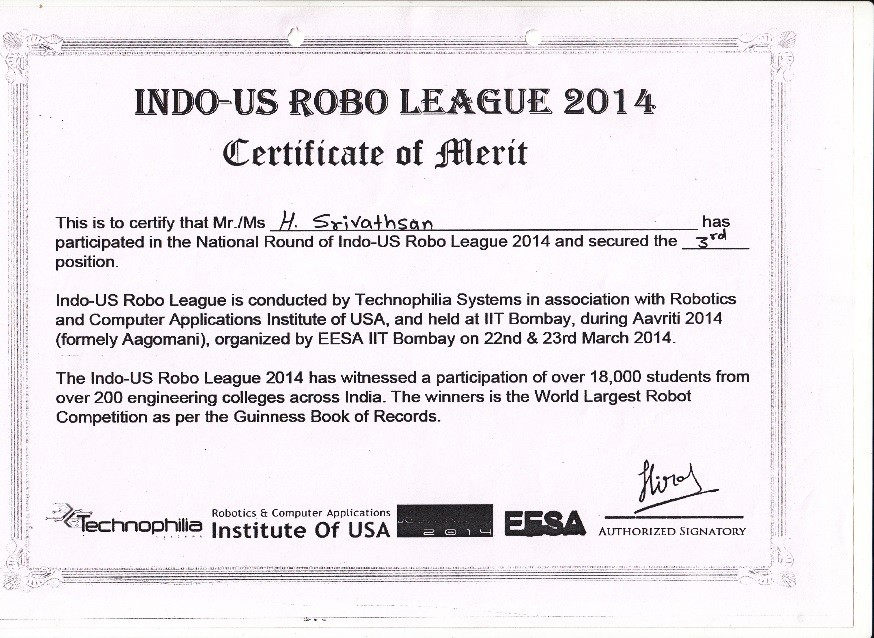 INDO-US ROBO LEAGUE 2014
Certificate of Merit
This is to certify that Mr./Ms H. Srivathsan has
participated in the National Round of Indo-US Robo League 2014 and secured the 3rd
position.
Indo-US Robo League is conducted by Technophilia Systems in association with Robotics
and Computer Applications Institute of USA, and held at IIT Bombay, during Aavriti 2014
(formely Aagomani), organized by EESA IIT Bombay on 22nd & 23rd March 2014.
The Indo-US Robo League 2014 has witnessed a participation of over 18,000 students from
over 200 engineering colleges across India. The winners is the World Largest Robot
Competition as per the Guinness Book of Records.
Technophilia
Robotics & Computer Applications
Institute Of USA
2014
EESA
AUTHORIZED SIGNATORY